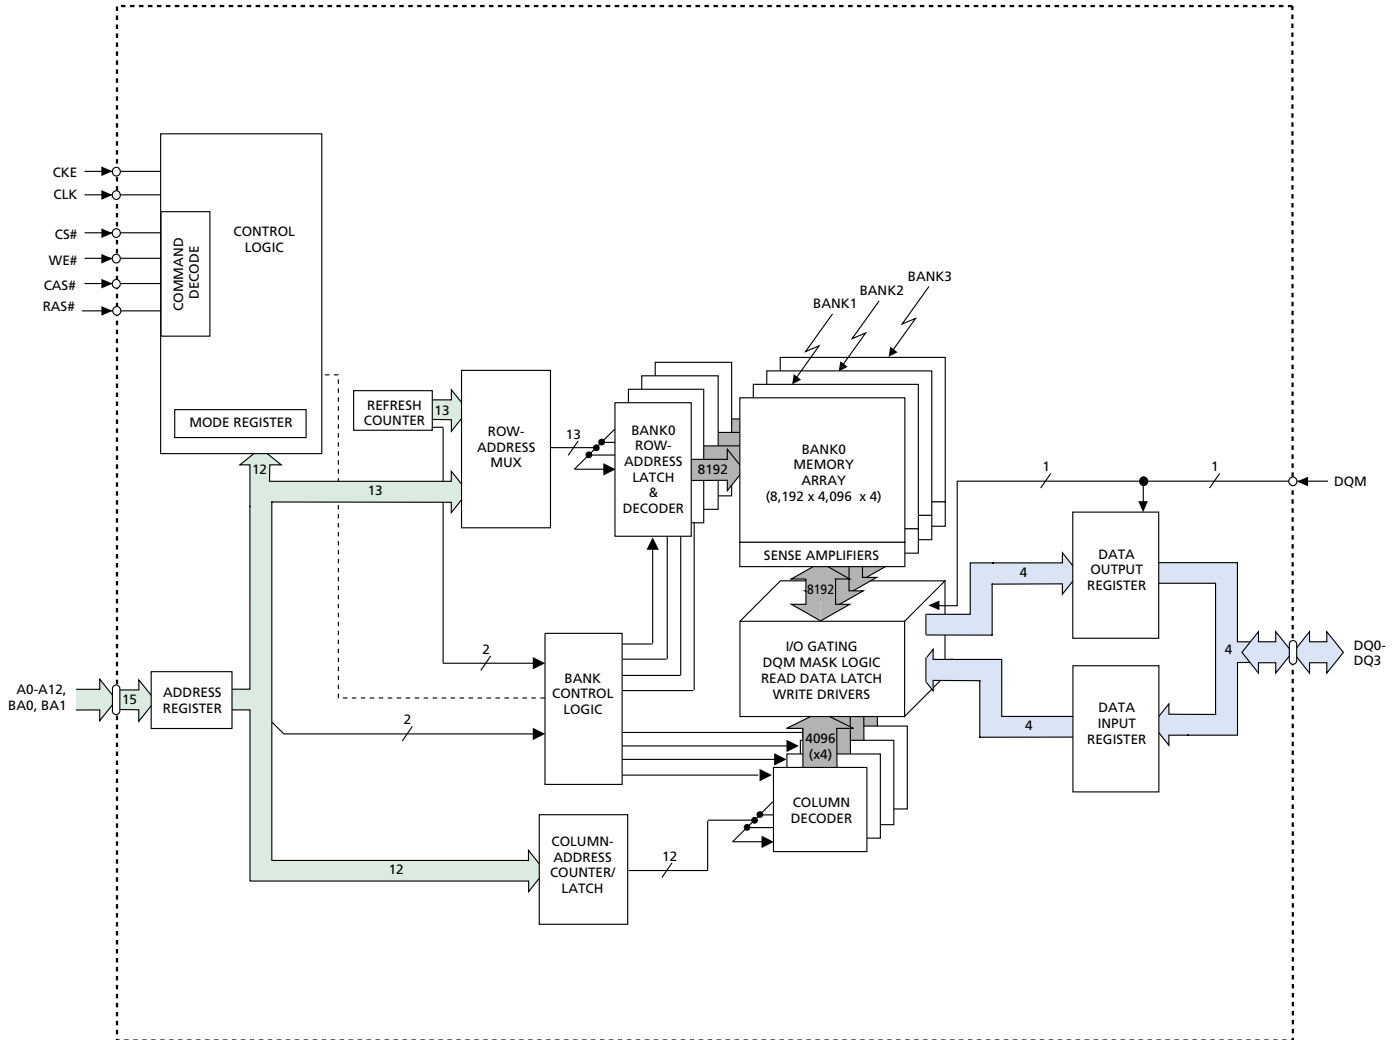 CKE
CLK
CS#
WE#
CAS#
RAS#
COMMAND
DECODE
CONTROL
LOGIC
MODE REGISTER
12
REFRESH
COUNTER
13
13
ROW-
ADDRESS
MUX
13
BANK0
ROW-
ADDRESS
LATCH
&
DECODER
8192
BANK1
BANK2
BANK3
BANK0
MEMORY
ARRAY
(8,192 x 4,096 x 4)
SENSE AMPLIFIERS
8192
I/O GATING
DQM MASK LOGIC
READ DATA LATCH
WRITE DRIVERS
1
1
DQM
DATA
OUTPUT
REGISTER
4
4
DQ0-
DQ3
DATA
INPUT
REGISTER
4
A0-A12,
BA0, BA1
15
ADDRESS
REGISTER
2
2
BANK
CONTROL
LOGIC
4096
(x4)
COLUMN
DECODER
12
COLUMN-
ADDRESS
COUNTER/
LATCH
12